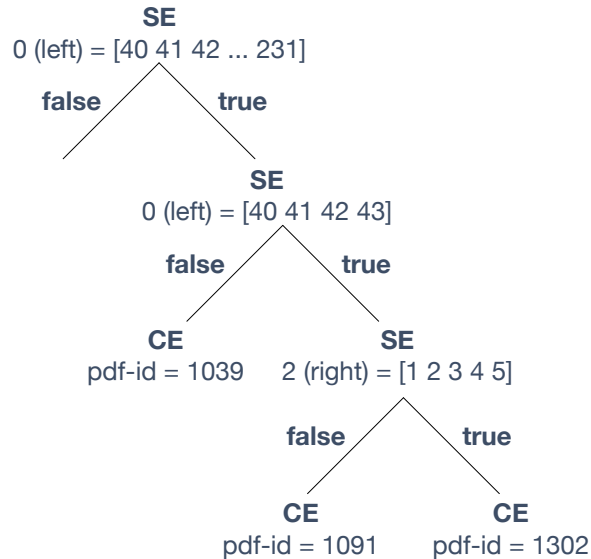 SE
0 (left) = [40 41 42 ... 231]
false
true
SE
0 (left) = [40 41 42 43]
false
true
CE
pdf-id = 1039
SE
2 (right) = [1 2 3 4 5]
false
true
CE
pdf-id = 1091
CE
pdf-id = 1302